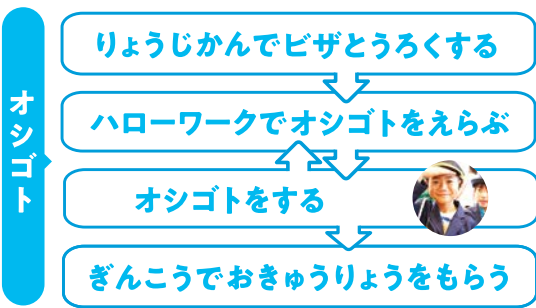 オシゴト
りょうじかんでビザとうろくする
ハローワークでオシゴトをえらぶ
オシゴトをする
ぎんこうでおきゅうりょうをもらう